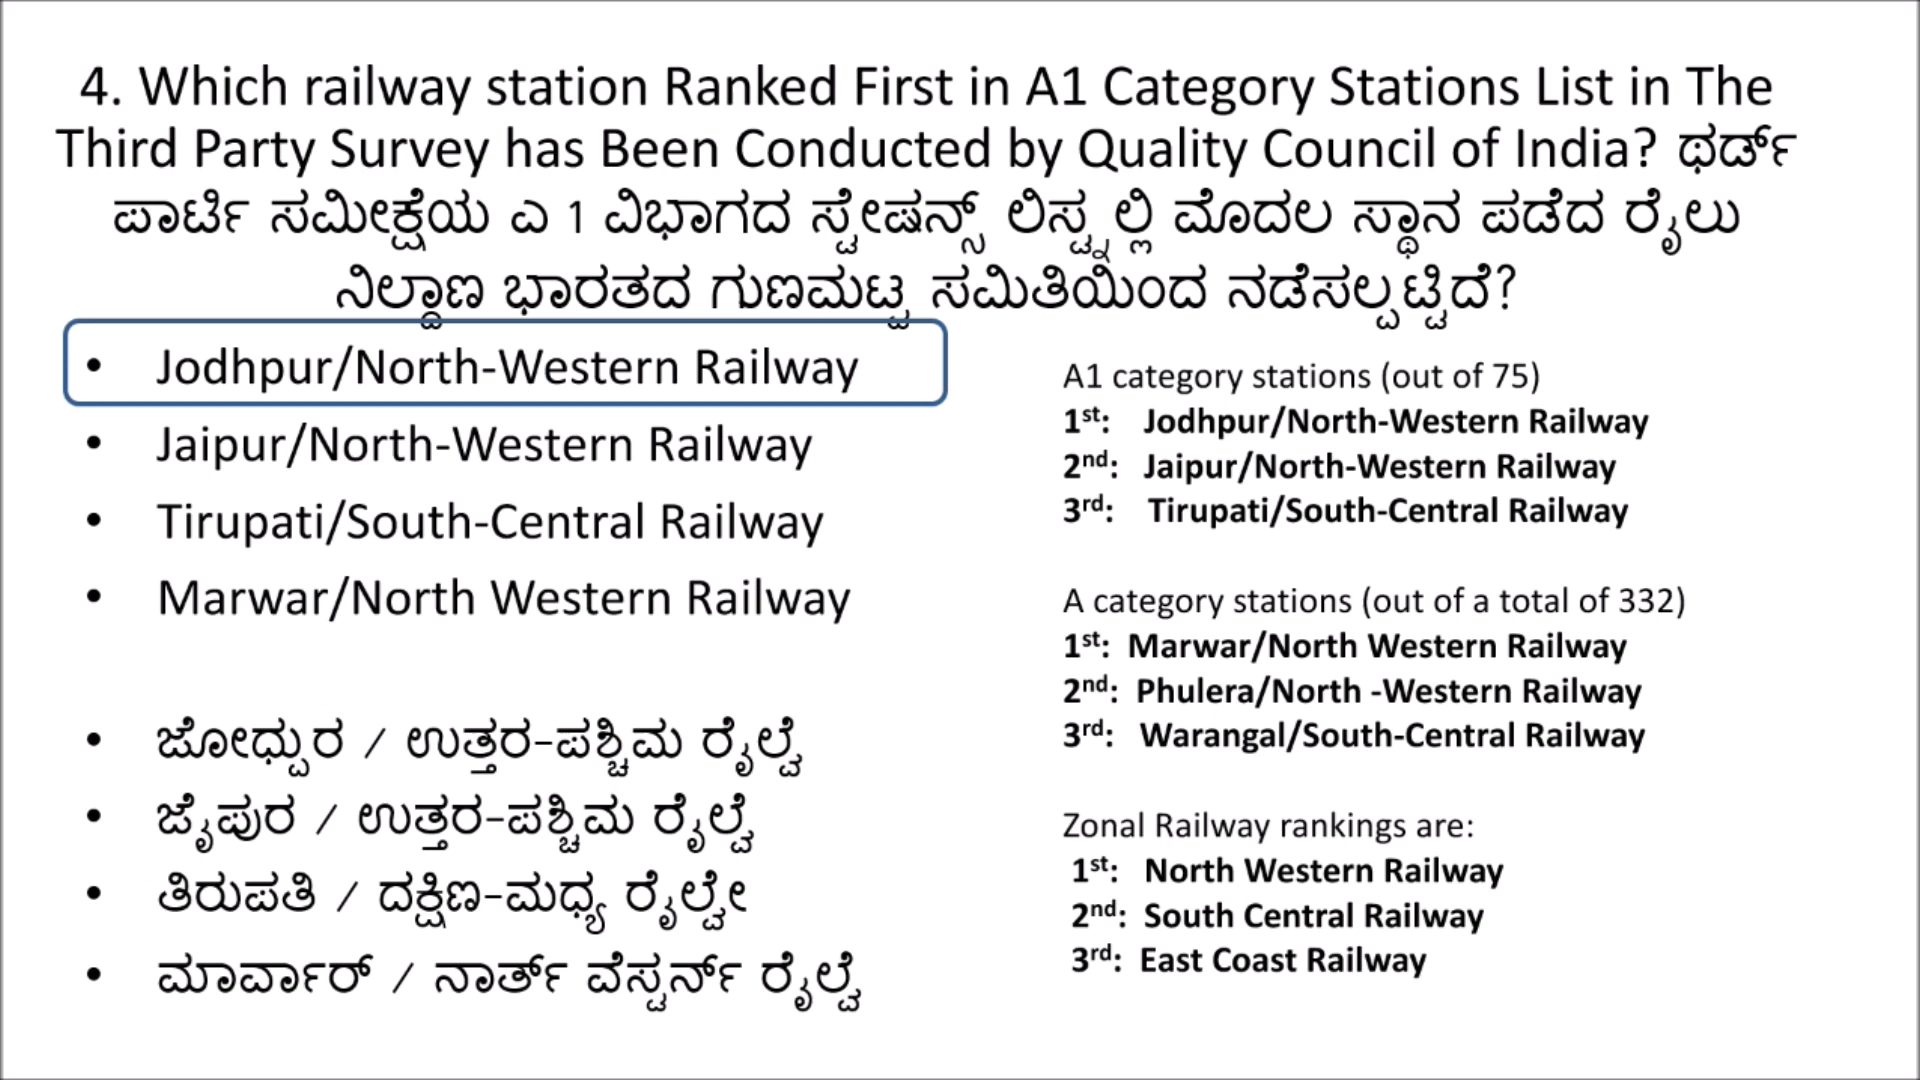 4. Which railway station Ranked First in A1 Category Stations List in The
Third Party Survey has Been Conducted by Quality Council of India? ಥರ್ಡ್
ಪಾರ್ಟಿ ಸಮೀಕ್ಷೆಯ ಎ 1 ವಿಭಾಗದ ಸ್ಟೇಷನ್ಸ್ ಲಿಸ್ಟ್ನಲ್ಲಿ ಮೊದಲ ಸ್ಥಾನ ಪಡೆದ ರೈಲು
ನಿಲ್ದಾಣ ಭಾರತದ ಗುಣಮಟ್ಟ ಸಮಿತಿಯಿಂದ ನಡೆಸಲ್ಪಟ್ಟಿದೆ?
• Jodhpur/North-Western Railway
• Jaipur/North-Western Railway
• Tirupati/South-Central Railway
• Marwar/North Western Railway
• ಜೋಧ್ಪುರ / ಉತ್ತರ-ಪಶ್ಚಿಮ ರೈಲ್ವೆ
• ಜೈಪುರ / ಉತ್ತರ-ಪಶ್ಚಿಮ ರೈಲ್ವೆ
• ತಿರುಪತಿ / ದಕ್ಷಿಣ-ಮಧ್ಯ ರೈಲ್ವೇ
• ಮಾರ್ವಾರ್ / ನಾರ್ತ್ ವೆಸ್ಟರ್ನ್ ರೈಲ್ವೆ
A1 category stations (out of 75)
1st: Jodhpur/North-Western Railway
2nd: Jaipur/North-Western Railway
3rd: Tirupati/South-Central Railway
A category stations (out of a total of 332)
1st: Marwar/North Western Railway
2nd: Phulera/North -Western Railway
3rd: Warangal/South-Central Railway
Zonal Railway rankings are:
1st: North Western Railway
2nd: South Central Railway
3rd: East Coast Railway